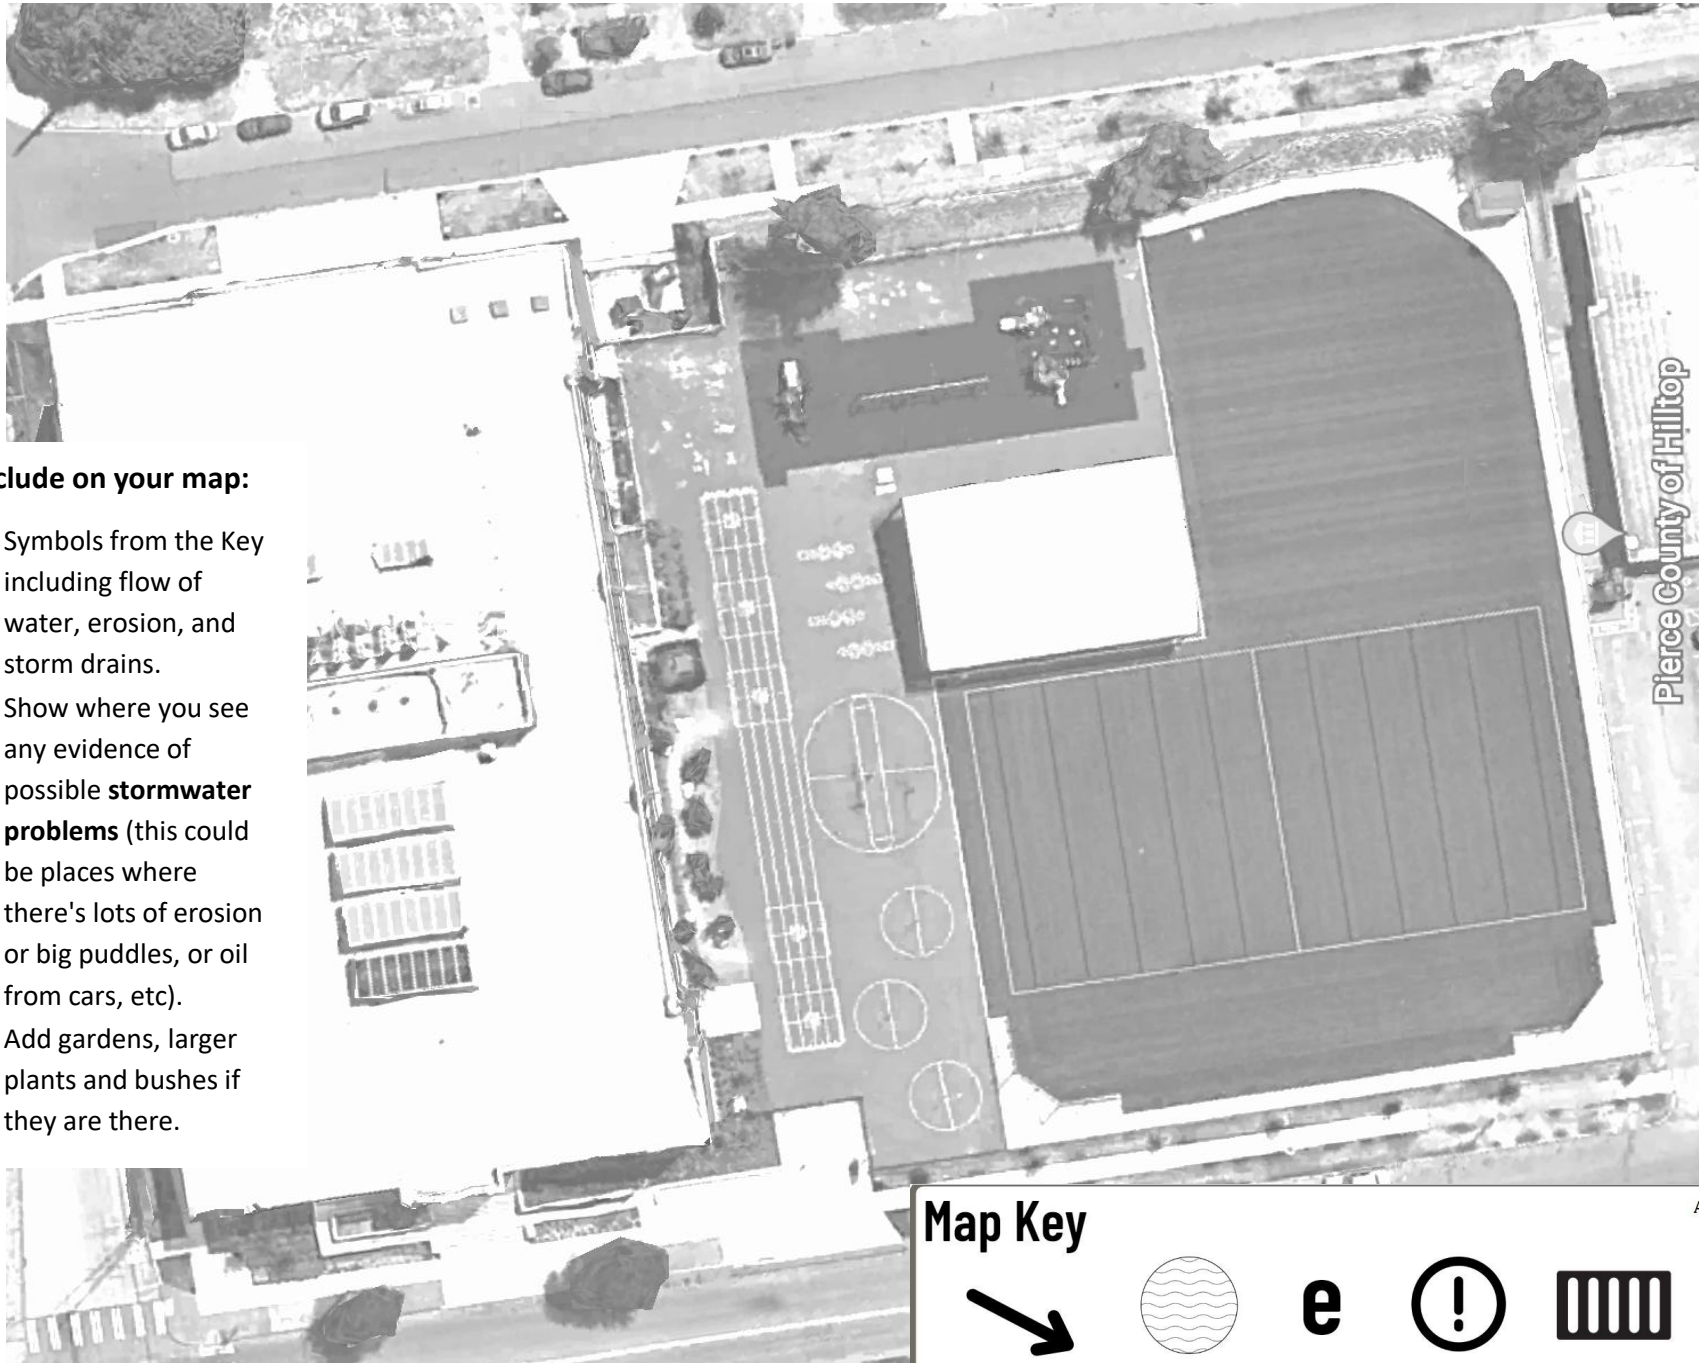 clude on your map:
Symbols from the Key
including flow of
water, erosion, and
storm drains.
Show where you see
any evidence of
possible stormwater
problems (this could
be places where
there's lots of erosion
or big puddles, or oil
from cars, etc).
Add gardens, larger
plants and bushes if
they are there.
Pierce County of Hilltop
Map Key
A
e
!